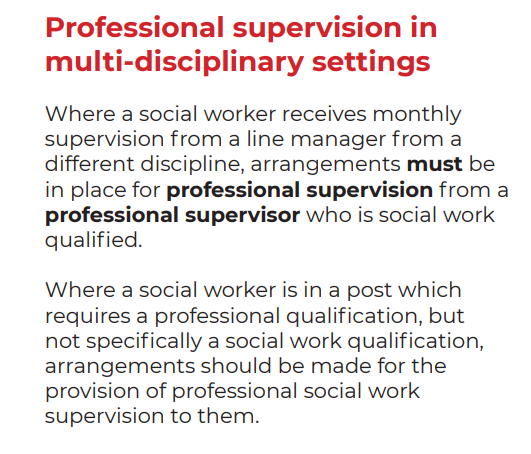 Professional supervision in
multi-disciplinary settings
Where a social worker receives monthly
supervision from a line manager from a
different discipline, arrangements must be
in place for professional supervision from a
professional supervisor who is social work
qualified.
Where a social worker is in a post which
requires a professional qualification, but
not specifically a social work qualification,
arrangements should be made for the
provision of professional social work
supervision to them.